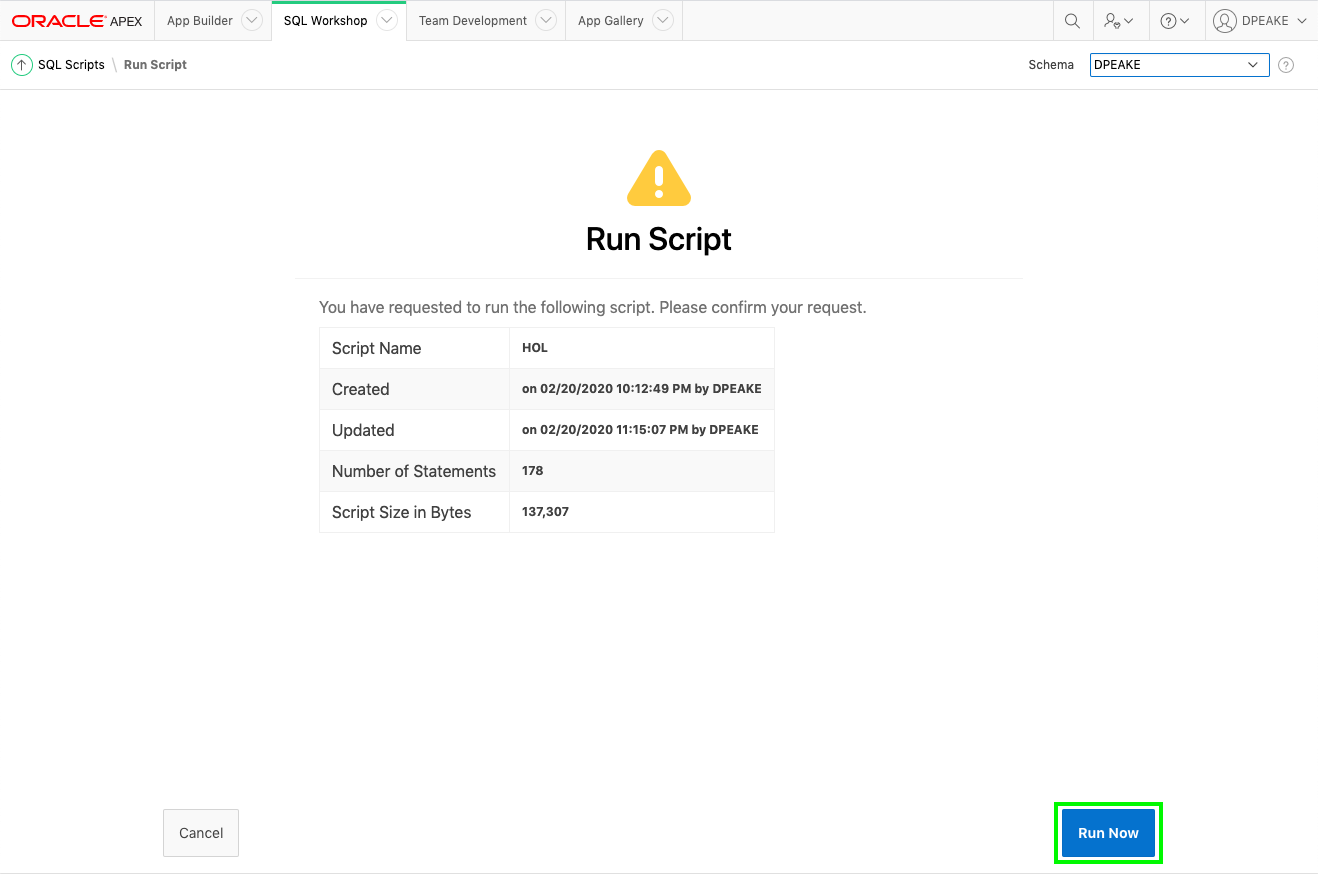 ORACLE APEX App Builder SQL Workshop Team Development App Gallery DPEAKE
SQL Scripts \ Run Script Schema DPEAKE
Run Script
You have requested to run the following script. Please confirm your request.
Script Name HOL
Created on 02/20/2020 10:12:49 PM by DPEAKE
Updated on 02/20/2020 11:15:07 PM by DPEAKE
Number of Statements 178
Script Size in Bytes 137,307
Cancel Run Now